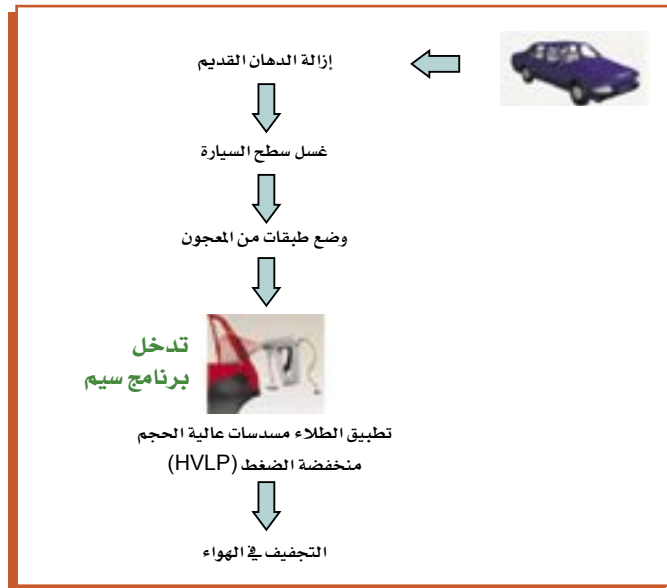 إزالة الدهان القديم
غسل سطح السيارة
وضع طبقات من المعجون
تدخل
برنامج سيم
تطبيق الطلاء مسدسات عالية الحجم
منخفضة الضغط (HVLP)
التجفيف في الهواء